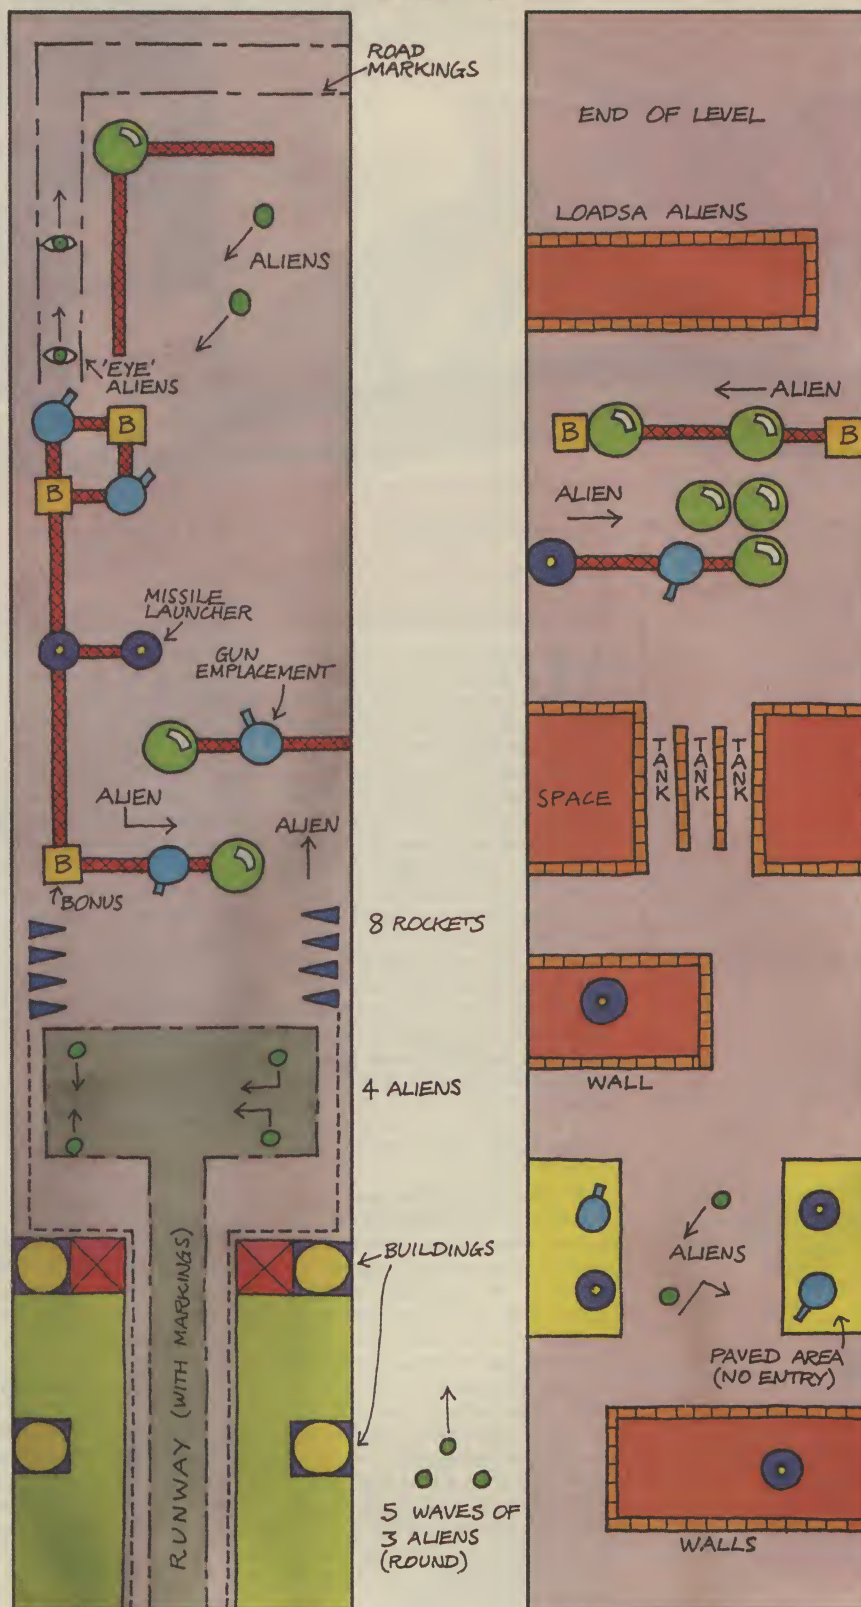 ROAD
MARKINGS
ALIENS
'EYE'
ALIENS
B
B
MISSILE
LAUNCHER
GUN
EMPLACEMENT
ALIEN
ALIEN
B
BONUS
8 ROCKETS
4 ALIENS
BUILDINGS
RUNWAY (WITH MARKINGS)
5 WAVES OF
3 ALIENS
(ROUND)
END OF LEVEL
LOADSA ALIENS
ALIEN
B
B
ALIEN
SPACE
TANK
TANK
TANK
WALL
ALIENS
PAVED AREA
(NO ENTRY)
WALLS